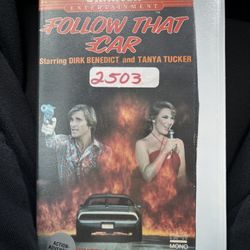 ENTERTAINMENT
FOLLOW THAT
CAR
Starring DIRK BENEDICT and TANYA TUCKER
2503
MONO